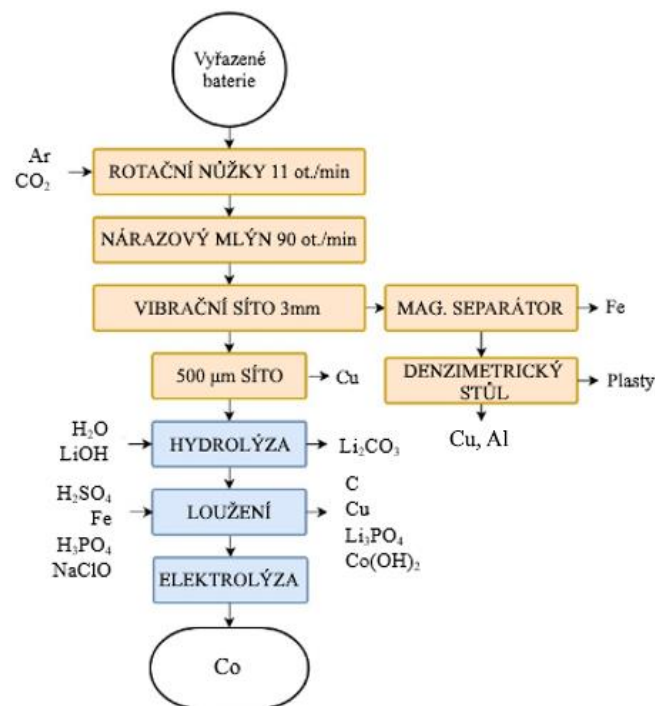 Vyřazené
baterie
Ar
CO₂
ROTAČNÍ NŮŽKY 11 ot./min
NÁRAZOVÝ MLÝN 90 ot./min
VIBRAČNÍ SÍTO 3mm
MAG. SEPARÁTOR
Fe
500 µm SÍTO
Cu
DENZIMETRICKÝ
STŮL
Plasty
Cu, Al
H₂O
LiOH
HYDROLÝZA
Li₂CO₃
H₂SO₄
Fe
H₃PO₄
NaClO
LOUŽENÍ
C
Cu
Li₃PO₄
Co(OH)₂
ELEKTROLÝZA
Co